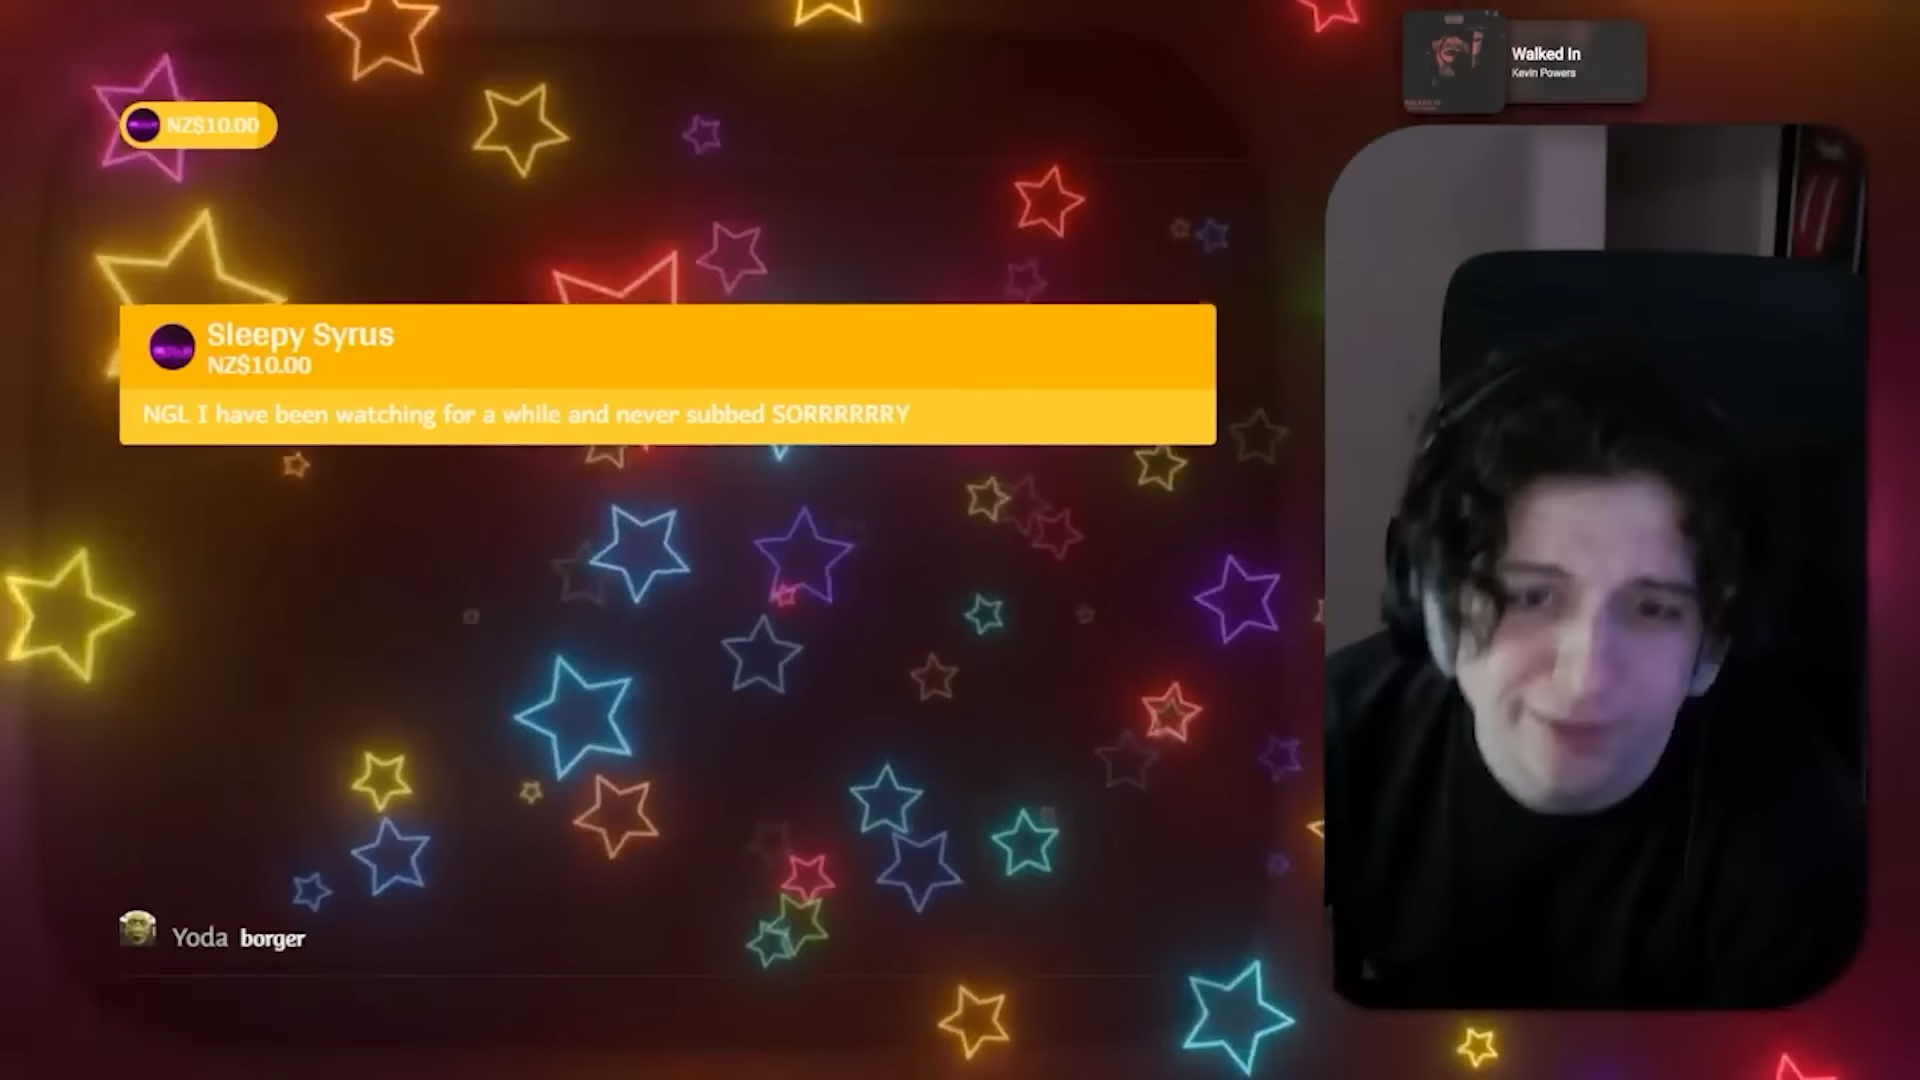 Walked In
Kevin Powers
NZ$10.00
Sleepy Syrus
NZ$10.00
NGL I have been watching for a while and never subbed SORRRRRRY
Yoda borger